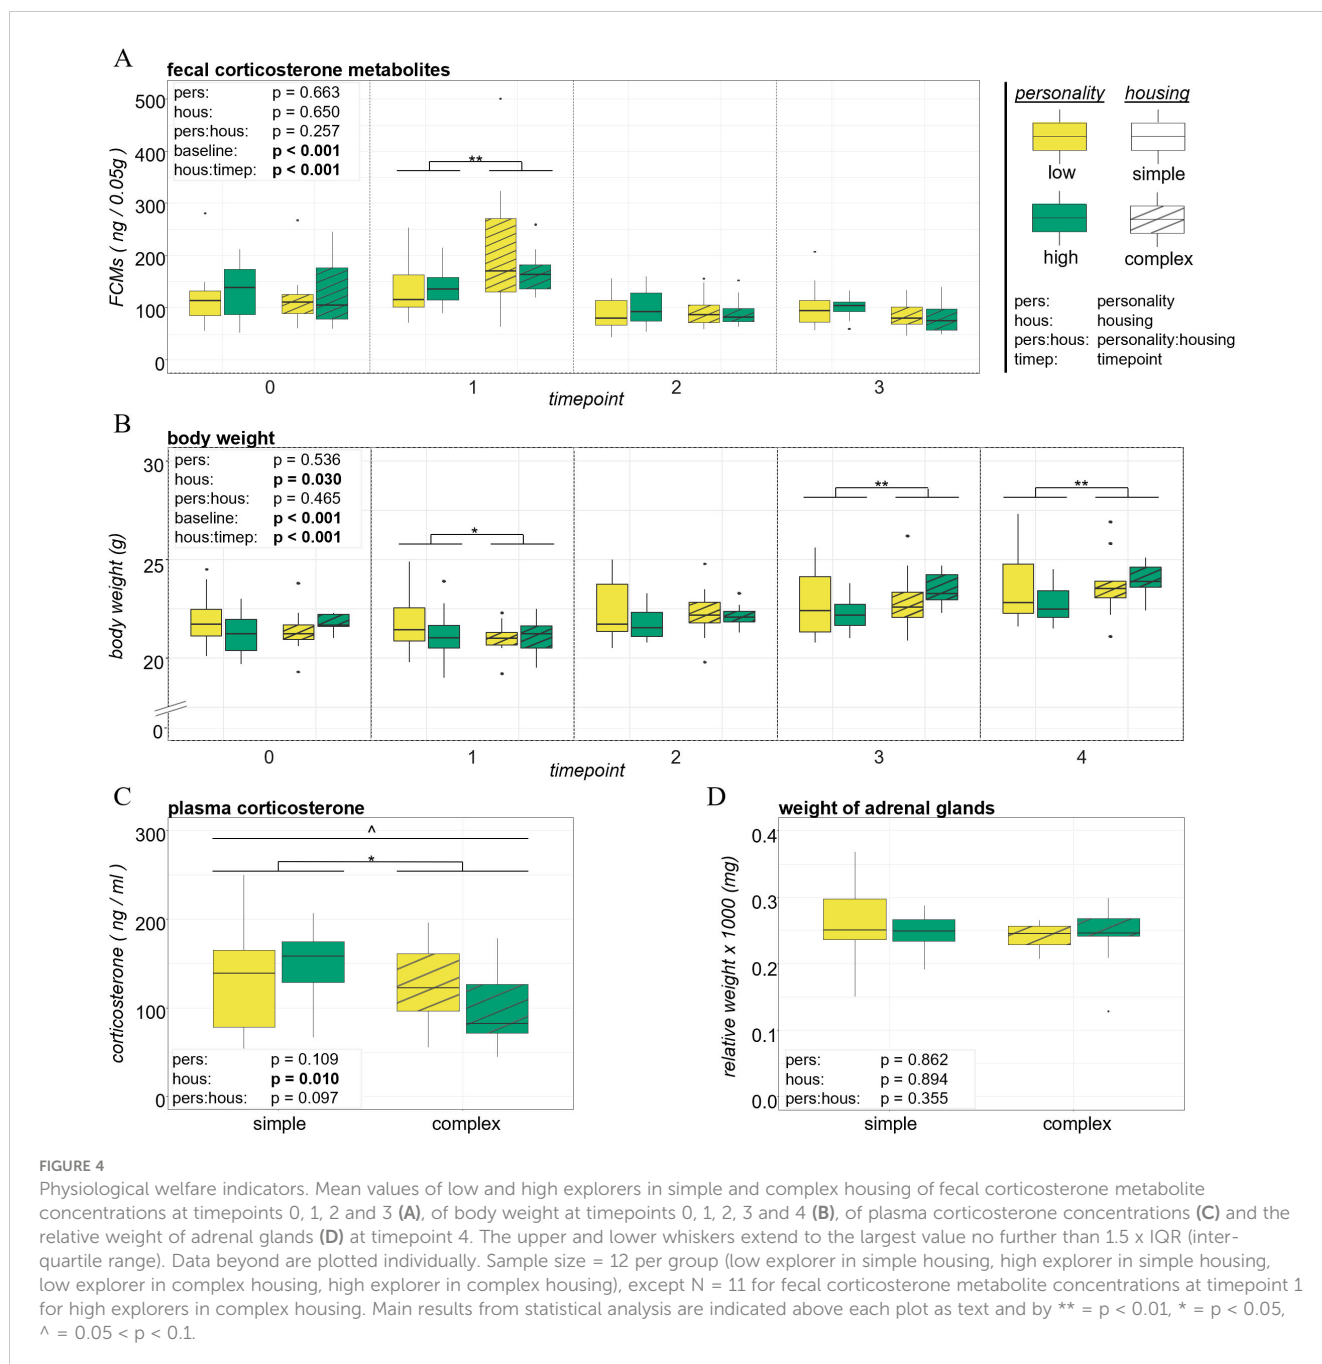 A
fecal corticosterone metabolites
pers: p = 0.663
hous: p = 0.650
pers:hous: p = 0.257
baseline: p < 0.001
hous:timep: p < 0.001
FCMs ( ng / 0.05g )
500
400
300
200
100
0
**
0 1 2 3
timepoint
personality housing
low simple
high complex
pers: personality
hous: housing
pers:hous: personality:housing
timep: timepoint
B
body weight
pers: p = 0.536
hous: p = 0.030
pers:hous: p = 0.465
baseline: p < 0.001
hous:timep: p < 0.001
body weight (g)
30
25
20
0
*
**
**
0 1 2 3 4
timepoint
C
plasma corticosterone
corticosterone ( ng / ml )
300
200
100
0
^
*
pers: p = 0.109
hous: p = 0.010
pers:hous: p = 0.097
simple complex
D
weight of adrenal glands
relative weight x 1000 (mg)
0.4
0.3
0.2
0.1
0.0
pers: p = 0.862
hous: p = 0.894
pers:hous: p = 0.355
simple complex
FIGURE 4
Physiological welfare indicators. Mean values of low and high explorers in simple and complex housing of fecal corticosterone metabolite
concentrations at timepoints 0, 1, 2 and 3 (A), of body weight at timepoints 0, 1, 2, 3 and 4 (B), of plasma corticosterone concentrations (C) and the
relative weight of adrenal glands (D) at timepoint 4. The upper and lower whiskers extend to the largest value no further than 1.5 x IQR (inter-
quartile range). Data beyond are plotted individually. Sample size = 12 per group (low explorer in simple housing, high explorer in simple housing,
low explorer in complex housing, high explorer in complex housing), except N = 11 for fecal corticosterone metabolite concentrations at timepoint 1
for high explorers in complex housing. Main results from statistical analysis are indicated above each plot as text and by ** = p < 0.01, * = p < 0.05,
^ = 0.05 < p < 0.1.